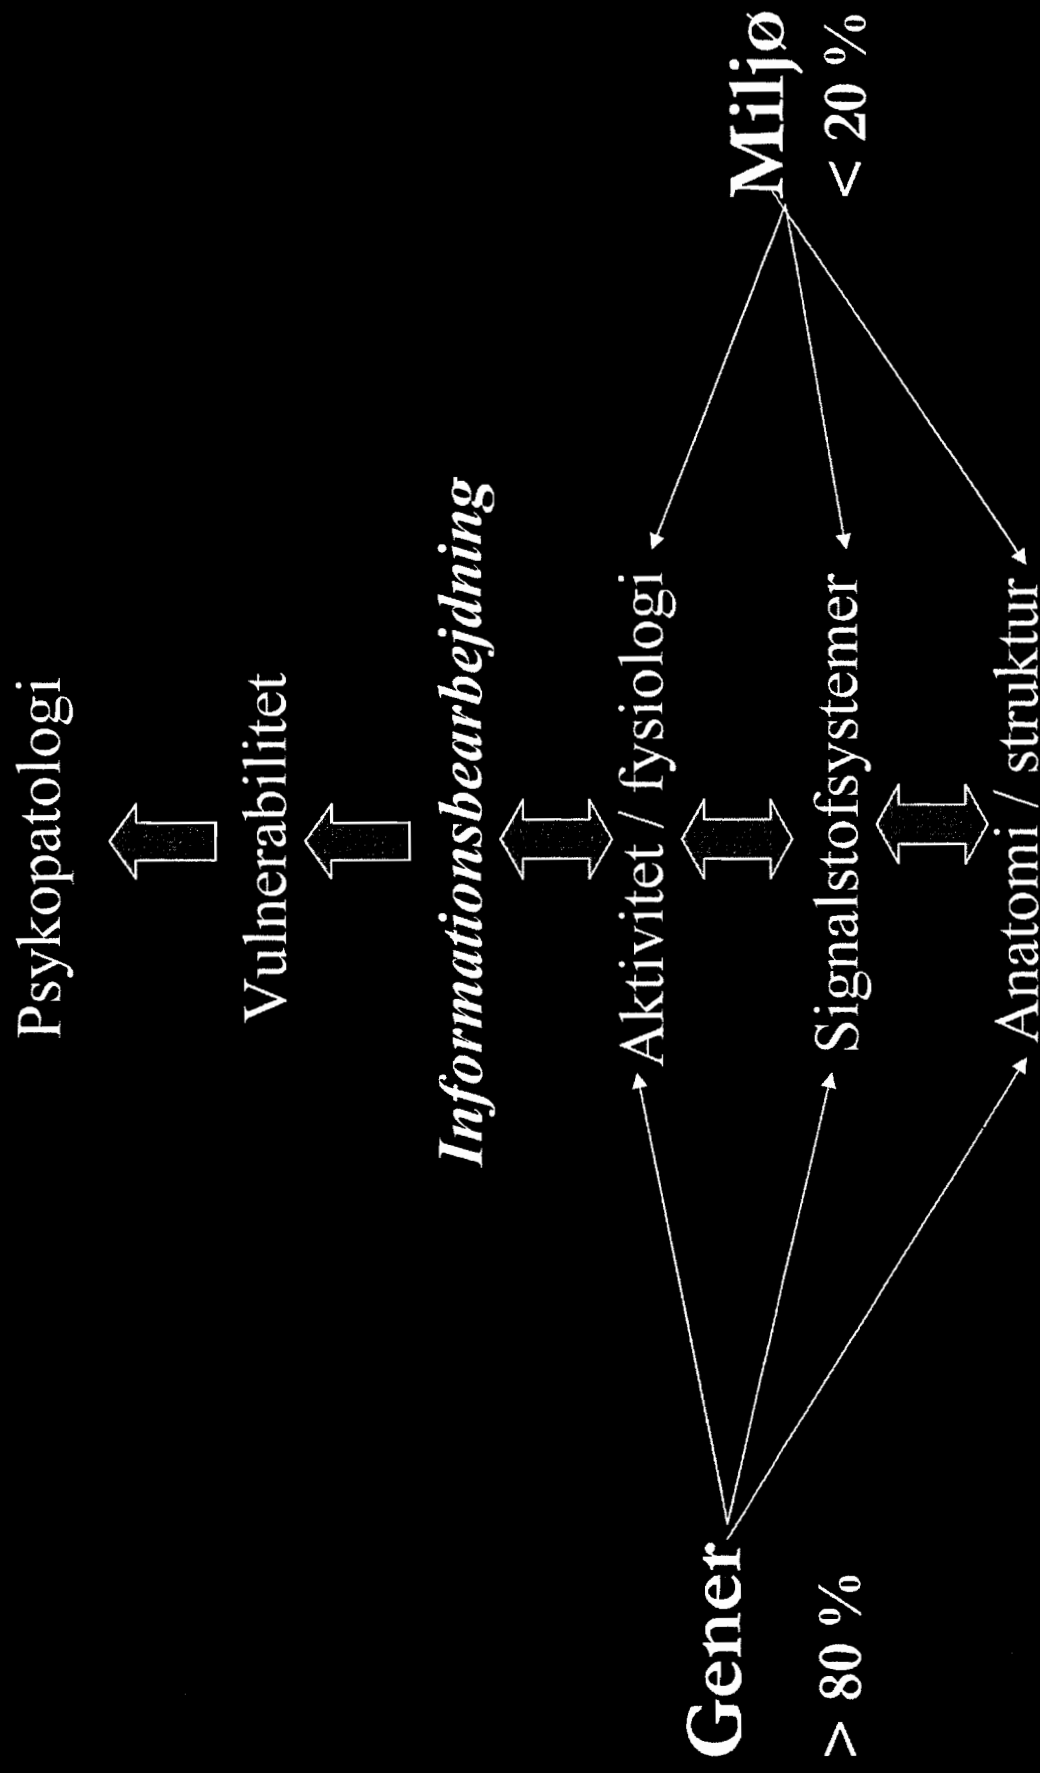 Psykopatologi
Vulnerabilitet
Informationsbearbejdning
Aktivitet / fysiologi
Gener
Miljø
> 80 %
< 20 %
Signalstofsystemer
Anatomi / struktur